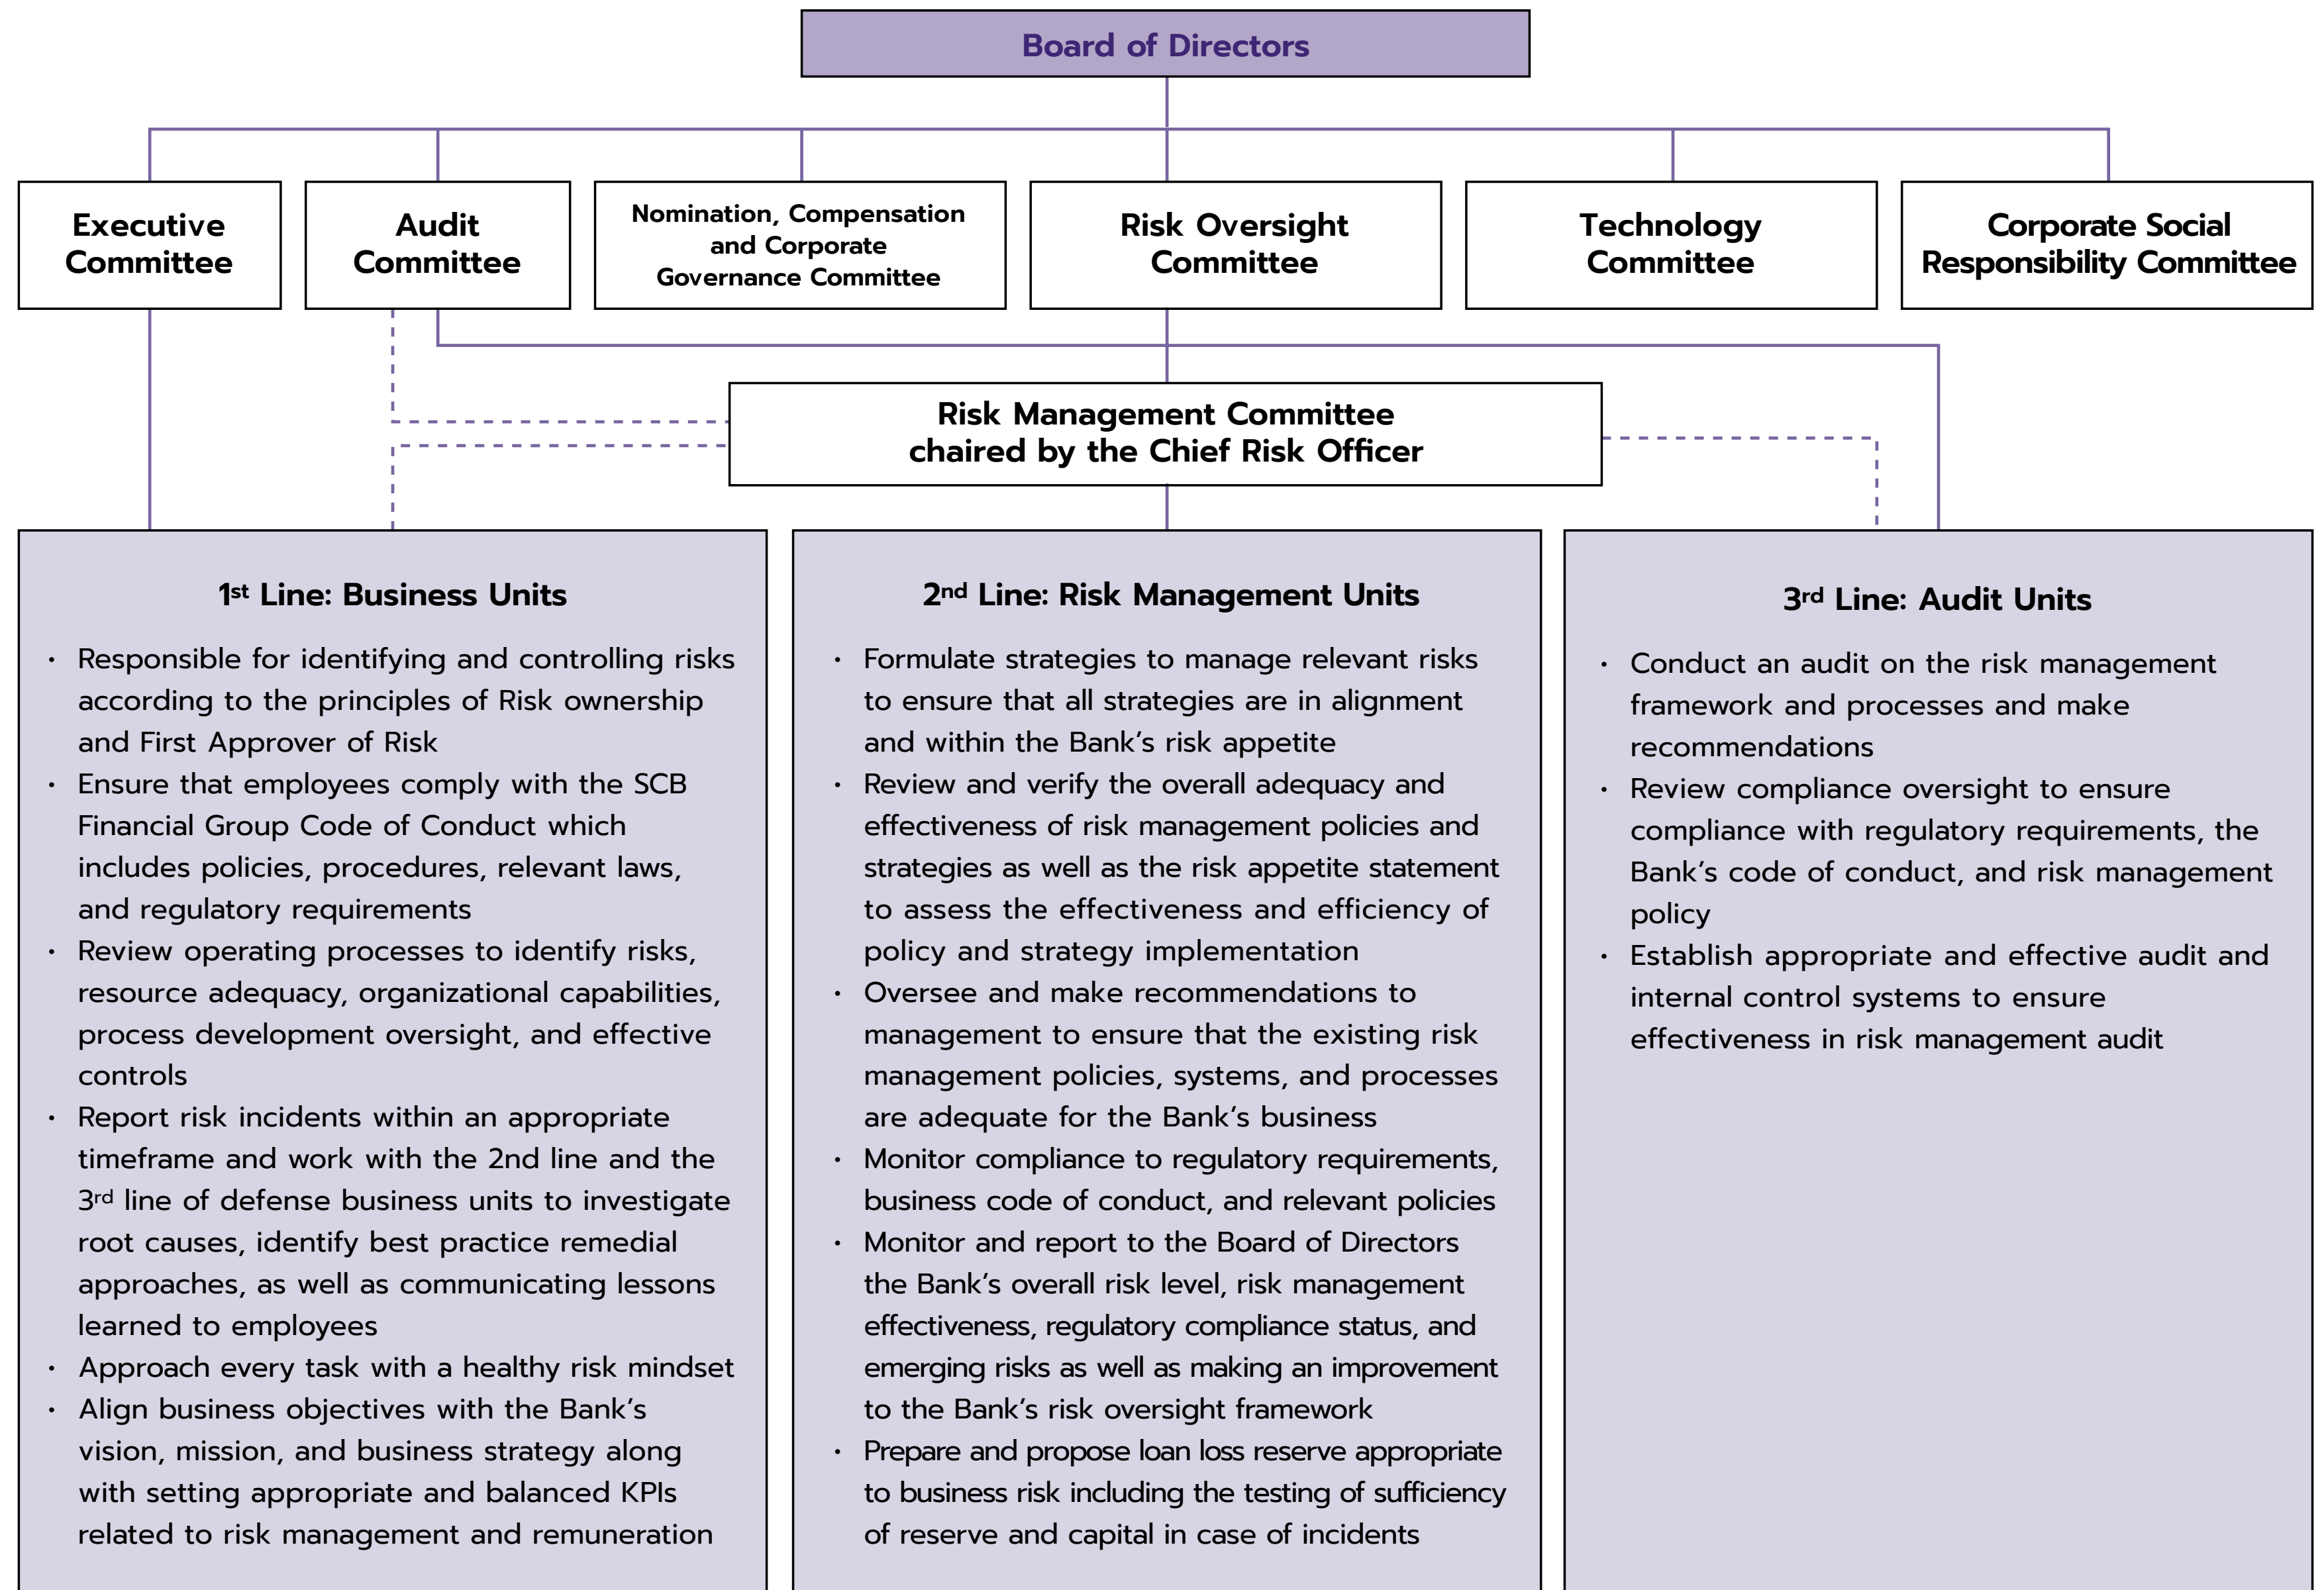 Board of Directors
Executive
Committee
Audit
Committee
Nomination, Compensation
and Corporate
Governance Committee
Risk Oversight
Committee
Technology
Committee
Corporate Social
Responsibility Committee
Risk Management Committee
chaired by the Chief Risk Officer
1st Line: Business Units
• Responsible for identifying and controlling risks
according to the principles of Risk ownership
and First Approver of Risk
• Ensure that employees comply with the SCB
Financial Group Code of Conduct which
includes policies, procedures, relevant laws,
and regulatory requirements
• Review operating processes to identify risks,
resource adequacy, organizational capabilities,
process development oversight, and effective
controls
• Report risk incidents within an appropriate
timeframe and work with the 2nd line and the
3rd line of defense business units to investigate
root causes, identify best practice remedial
approaches, as well as communicating lessons
learned to employees
• Approach every task with a healthy risk mindset
• Align business objectives with the Bank's
vision, mission, and business strategy along
with setting appropriate and balanced KPIs
related to risk management and remuneration
2nd Line: Risk Management Units
• Formulate strategies to manage relevant risks
to ensure that all strategies are in alignment
and within the Bank's risk appetite
• Review and verify the overall adequacy and
effectiveness of risk management policies and
strategies as well as the risk appetite statement
to assess the effectiveness and efficiency of
policy and strategy implementation
• Oversee and make recommendations to
management to ensure that the existing risk
management policies, systems, and processes
are adequate for the Bank's business
• Monitor compliance to regulatory requirements,
business code of conduct, and relevant policies
• Monitor and report to the Board of Directors
the Bank's overall risk level, risk management
effectiveness, regulatory compliance status, and
emerging risks as well as making an improvement
to the Bank's risk oversight framework
• Prepare and propose loan loss reserve appropriate
to business risk including the testing of sufficiency
of reserve and capital in case of incidents
3rd Line: Audit Units
• Conduct an audit on the risk management
framework and processes and make
recommendations
• Review compliance oversight to ensure
compliance with regulatory requirements, the
Bank's code of conduct, and risk management
policy
• Establish appropriate and effective audit and
internal control systems to ensure
effectiveness in risk management audit